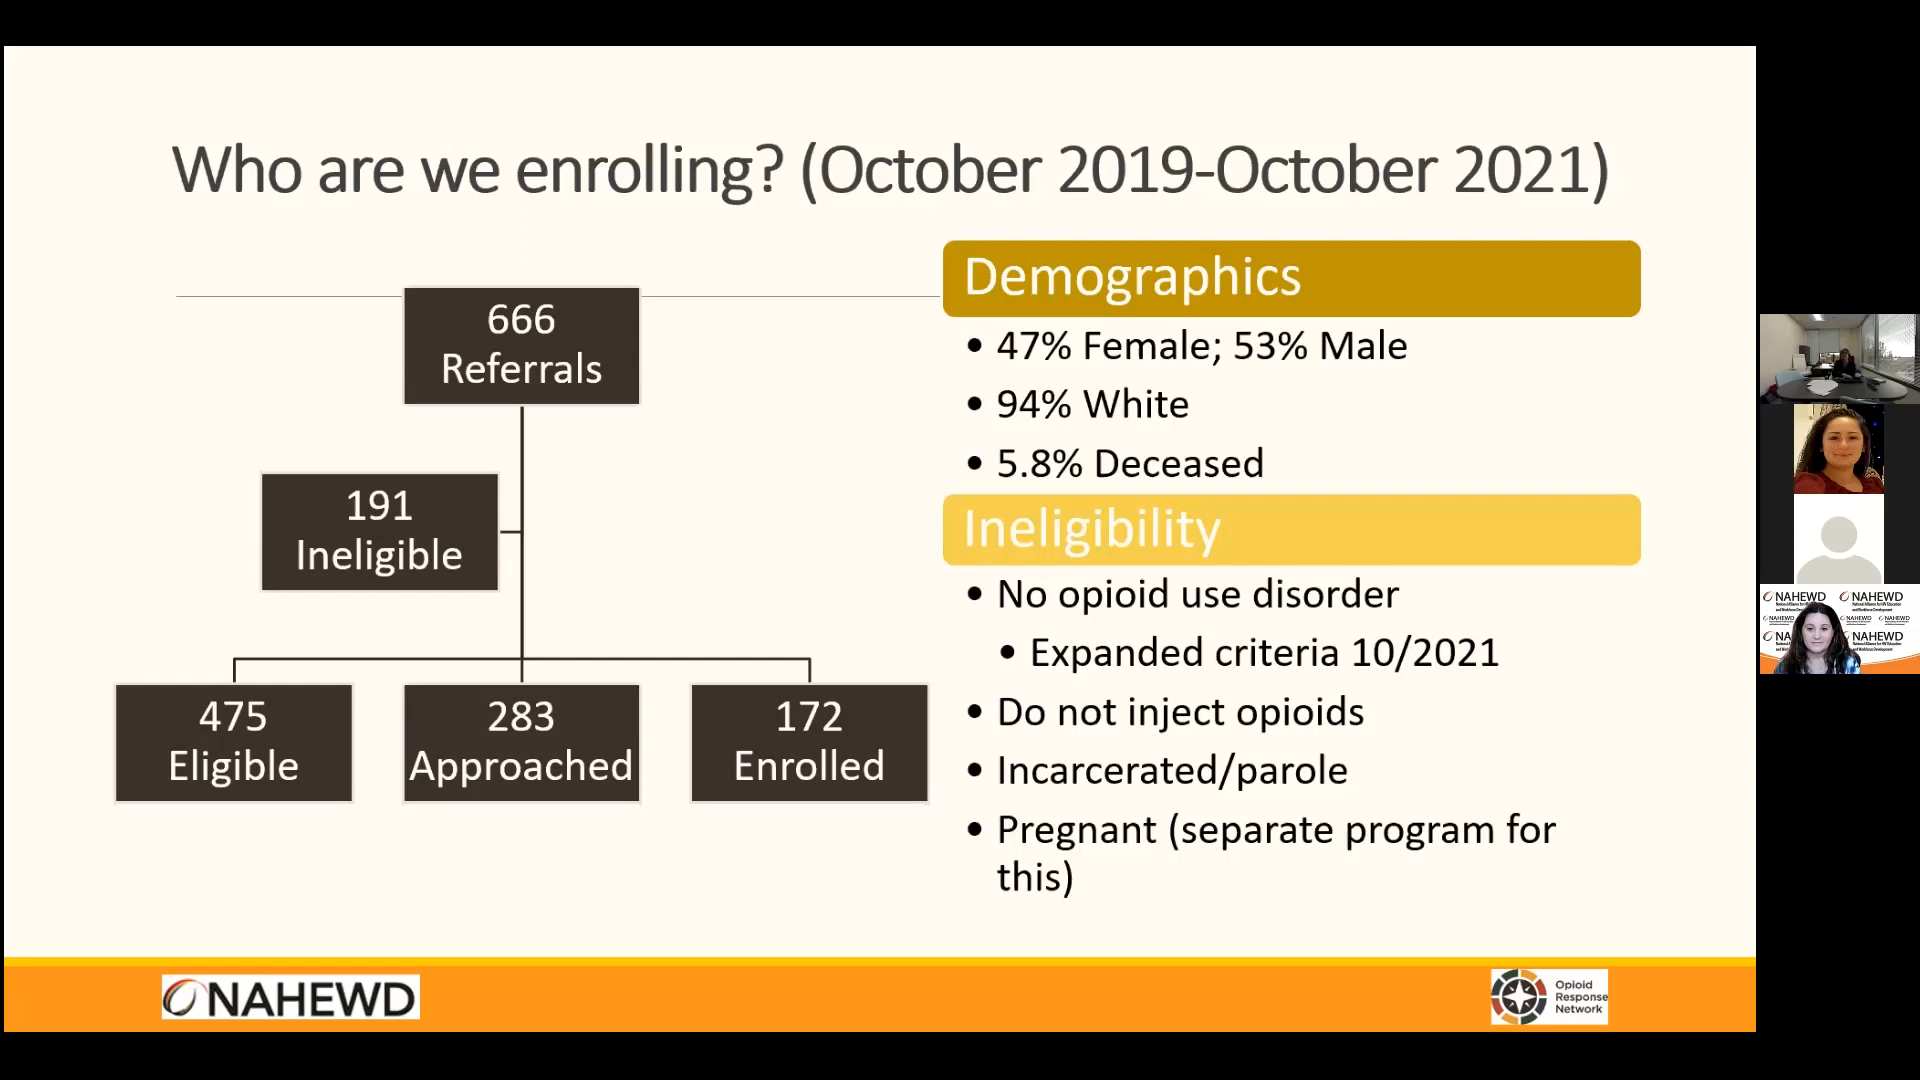 Who are we enrolling? (October 2019-October 2021)
666
Referrals
191
Ineligible
475
Eligible
283
Approached
172
Enrolled
Demographics
• 47% Female; 53% Male
• 94% White
• 5.8% Deceased
Ineligibility
• No opioid use disorder
• Expanded criteria 10/2021
• Do not inject opioids
• Incarcerated/parole
• Pregnant (separate program for
this)
NAHEWD
Opioid
Response
Network
NAHEWD
NAHEWD
NAHEWD